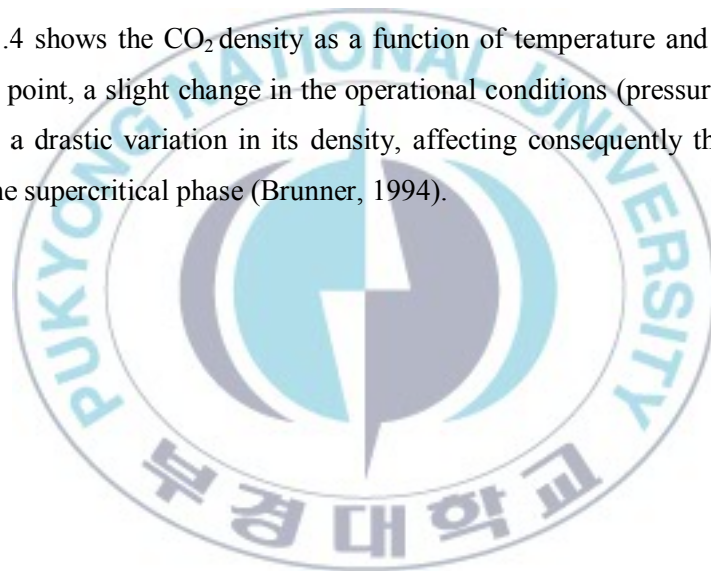 .4 shows the CO₂ density as a function of temperature and
point, a slight change in the operational conditions (pressur
a drastic variation in its density, affecting consequently th
ne supercritical phase (Brunner, 1994).
PUKYONG NATIONAL UNIVERSITY
부경대학교